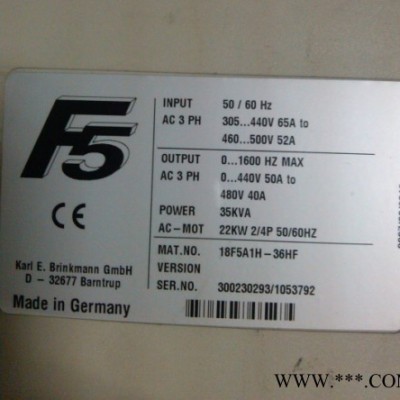 F5
CE
Karl E. Brinkmann GmbH
D – 32677 Barntrup
Made in Germany
INPUT 50 / 60 Hz
AC 3 PH 305...440V 65A to
460...500V 52A
OUTPUT 0...1600 HZ MAX
AC 3 PH 0...440V 50A to
480V 40A
POWER 35KVA
AC–MOT 22KW 2/4P 50/60HZ
MAT.NO. 18F5A1H–36HF
VERSION
SER.NO. 300230293/1053792
WWW.***.COM